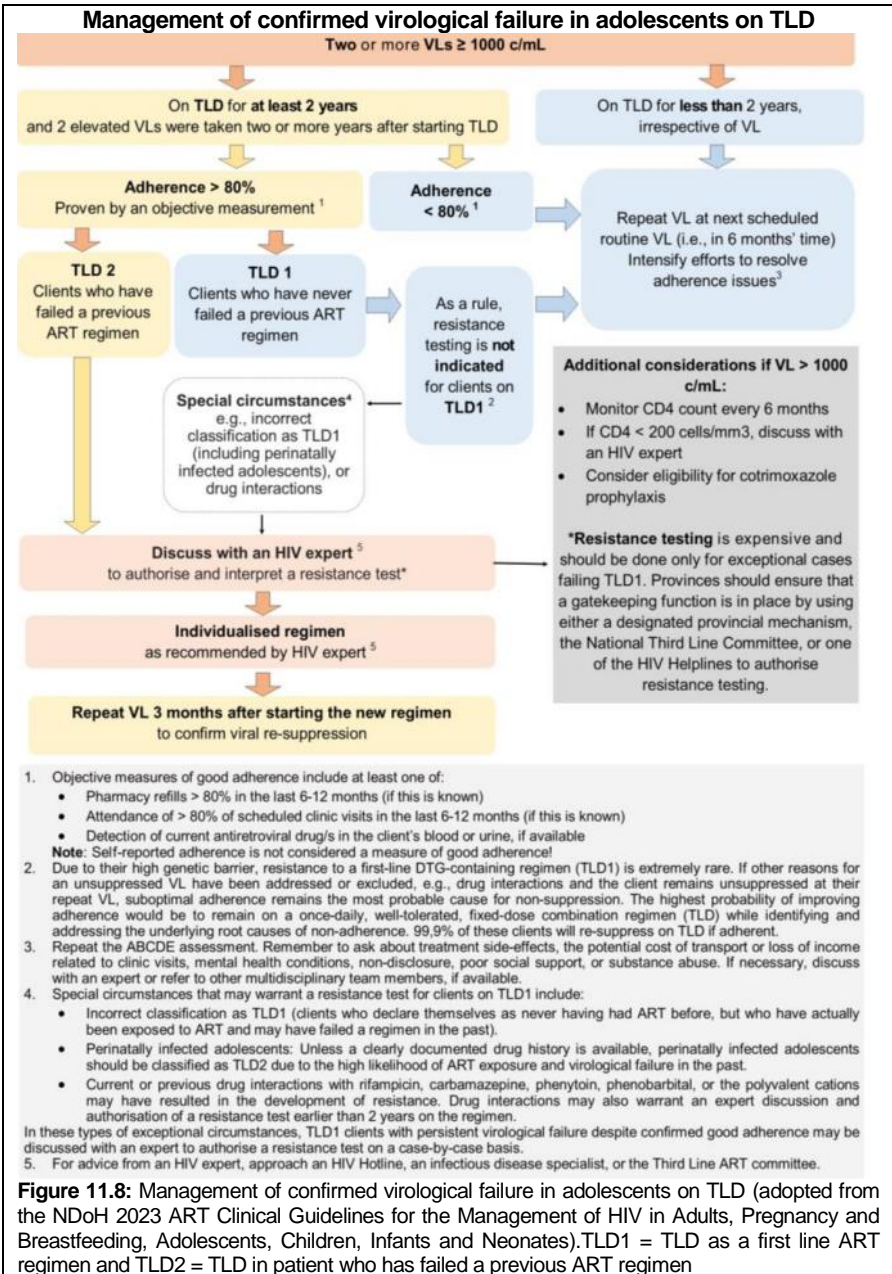 Management of confirmed virological failure in adolescents on TLD
Two or more VLs ≥ 1000 c/mL
On TLD for at least 2 years
and 2 elevated VLs were taken two or more years after starting TLD
On TLD for less than 2 years,
irrespective of VL
Adherence > 80%
Proven by an objective measurement 1
Adherence
< 80% 1
Repeat VL at next scheduled
routine VL (i.e., in 6 months' time)
Intensify efforts to resolve
adherence issues3
TLD 2
Clients who have
failed a previous
ART regimen
TLD 1
Clients who have never
failed a previous ART
regimen
As a rule,
resistance
testing is not
indicated
for clients on
TLD1 2
Special circumstances4
e.g., incorrect
classification as TLD1
(including perinatally
infected adolescents), or
drug interactions
Additional considerations if VL > 1000
c/mL:
• Monitor CD4 count every 6 months
• If CD4 < 200 cells/mm3, discuss with
an HIV expert
• Consider eligibility for cotrimoxazole
prophylaxis
*Resistance testing is expensive and
should be done only for exceptional cases
failing TLD1. Provinces should ensure that
a gatekeeping function is in place by using
either a designated provincial mechanism,
the National Third Line Committee, or one
of the HIV Helplines to authorise
resistance testing.
Discuss with an HIV expert 5
to authorise and interpret a resistance test*
Individualised regimen
as recommended by HIV expert 5
Repeat VL 3 months after starting the new regimen
to confirm viral re-suppression
1. Objective measures of good adherence include at least one of:
• Pharmacy refills > 80% in the last 6-12 months (if this is known)
• Attendance of > 80% of scheduled clinic visits in the last 6-12 months (if this is known)
• Detection of current antiretroviral drug/s in the client's blood or urine, if available
Note: Self-reported adherence is not considered a measure of good adherence!
2. Due to their high genetic barrier, resistance to a first-line DTG-containing regimen (TLD1) is extremely rare. If other reasons for
an unsuppressed VL have been addressed or excluded, e.g., drug interactions and the client remains unsuppressed at their
repeat VL, suboptimal adherence remains the most probable cause for non-suppression. The highest probability of improving
adherence would be to remain on a once-daily, well-tolerated, fixed-dose combination regimen (TLD) while identifying and
addressing the underlying root causes of non-adherence. 99,9% of these clients will re-suppress on TLD if adherent.
3. Repeat the ABCDE assessment. Remember to ask about treatment side-effects, the potential cost of transport or loss of income
related to clinic visits, mental health conditions, non-disclosure, poor social support, or substance abuse. If necessary, discuss
with an expert or refer to other multidisciplinary team members, if available.
4. Special circumstances that may warrant a resistance test for clients on TLD1 include:
• Incorrect classification as TLD1 (clients who declare themselves as never having had ART before, but who have actually
been exposed to ART and may have failed a regimen in the past).
• Perinatally infected adolescents: Unless a clearly documented drug history is available, perinatally infected adolescents
should be classified as TLD2 due to the high likelihood of ART exposure and virological failure in the past.
• Current or previous drug interactions with rifampicin, carbamazepine, phenytoin, phenobarbital, or the polyvalent cations
may have resulted in the development of resistance. Drug interactions may also warrant an expert discussion and
authorisation of a resistance test earlier than 2 years on the regimen.
In these types of exceptional circumstances, TLD1 clients with persistent virological failure despite confirmed good adherence may be
discussed with an expert to authorise a resistance test on a case-by-case basis.
5. For advice from an HIV expert, approach an HIV Hotline, an infectious disease specialist, or the Third Line ART committee.
Figure 11.8: Management of confirmed virological failure in adolescents on TLD (adopted from
the NDoH 2023 ART Clinical Guidelines for the Management of HIV in Adults, Pregnancy and
Breastfeeding, Adolescents, Children, Infants and Neonates).TLD1 = TLD as a first line ART
regimen and TLD2 = TLD in patient who has failed a previous ART regimen